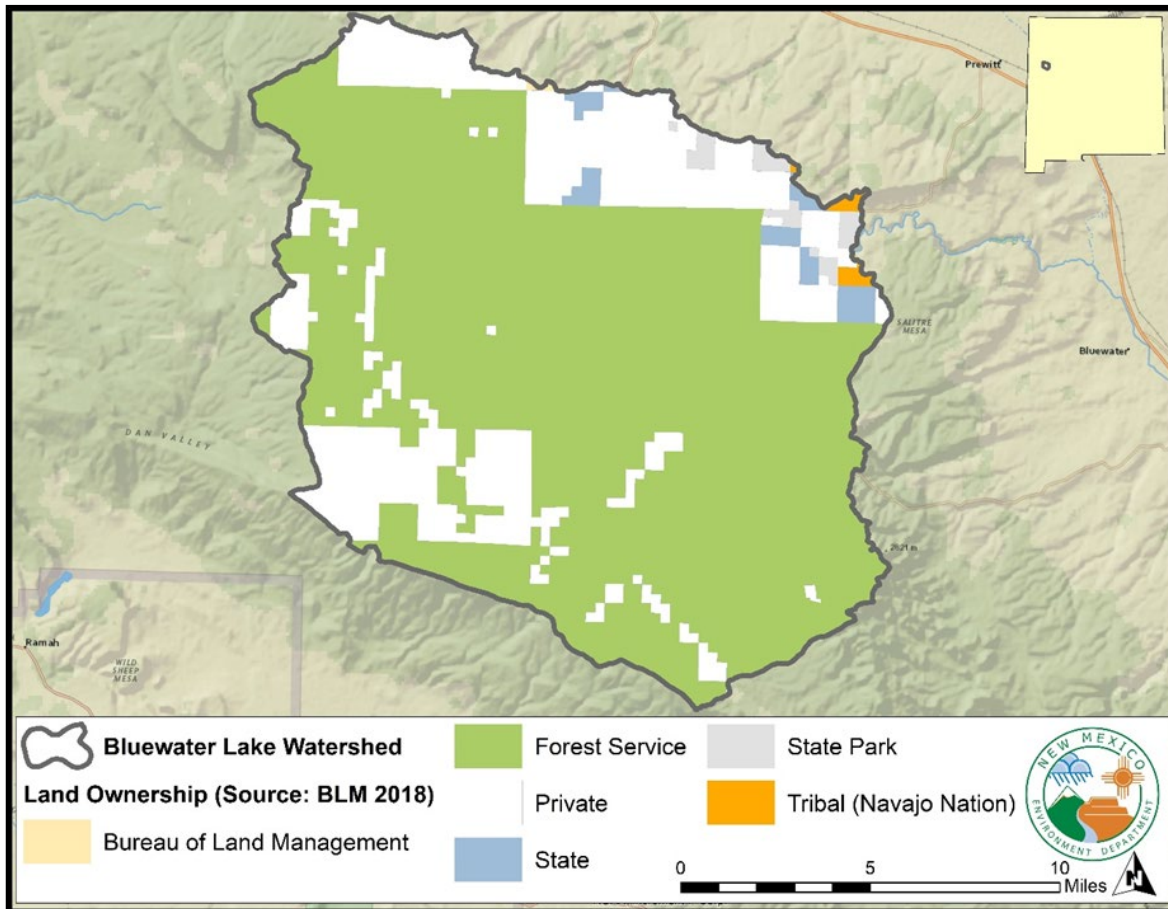 Prewitt
SALITRE
MESA
Bluewater
DAN VALLEY
, 2821 m
Ramah
WILD
SHEEP
MESA
Bluewater Lake Watershed
Land Ownership (Source: BLM 2018)
Bureau of Land Management
Forest Service
Private
State
State Park
Tribal (Navajo Nation)
NEW MEXICO
ENVIRONMENT DEPARTMENT
0 5 10
Miles
N